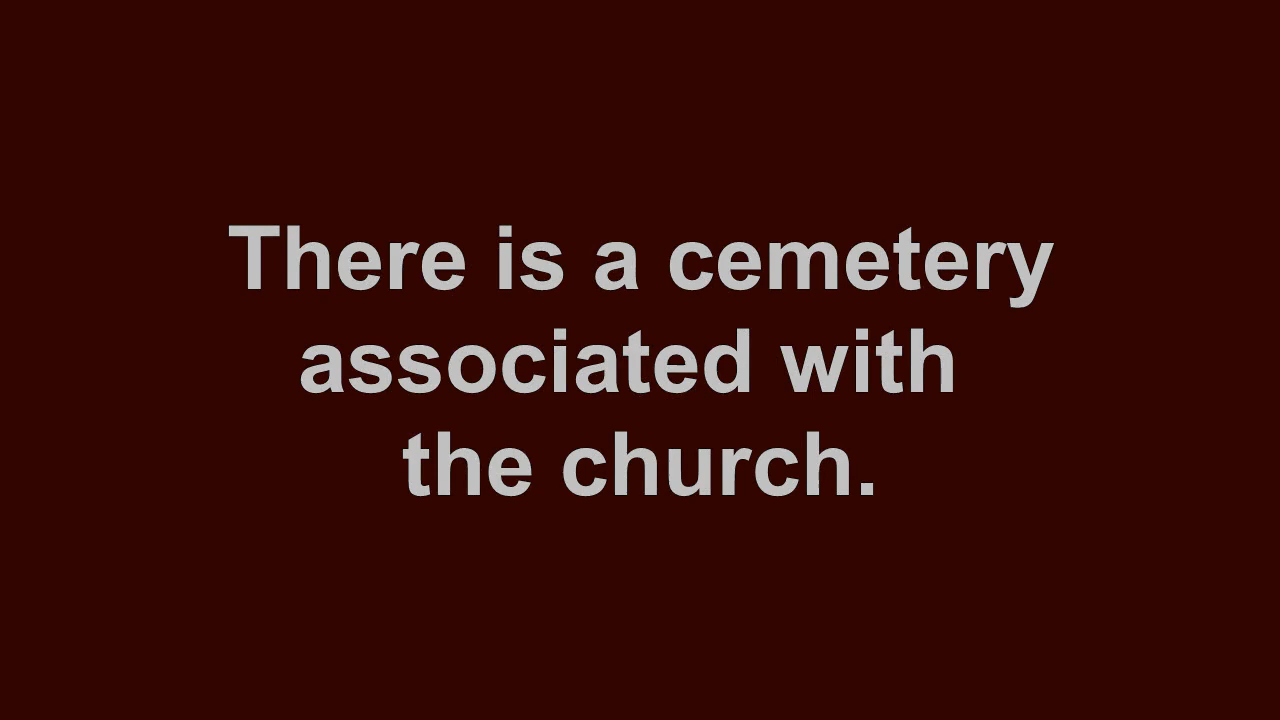 There is a cemetery
associated with
the church.